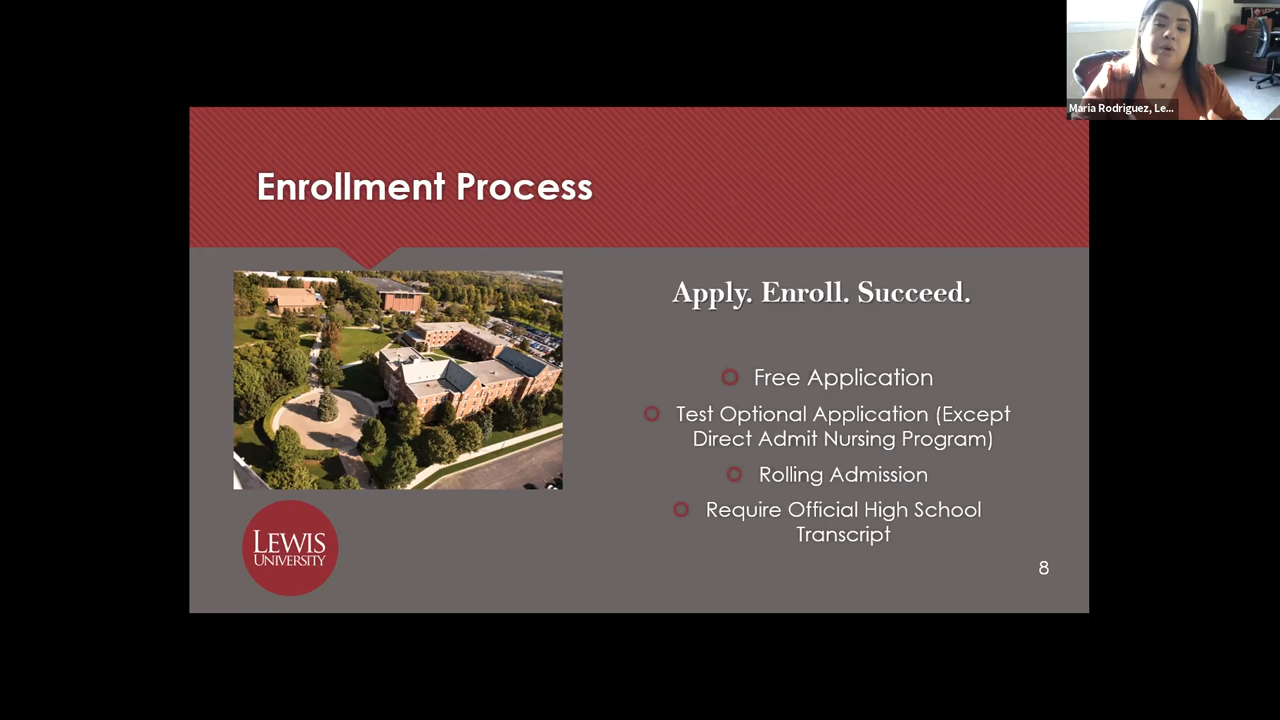 Maria Rodriguez, Le...
Enrollment Process
Apply. Enroll. Succeed.
Free Application
Test Optional Application (Except
Direct Admit Nursing Program)
Rolling Admission
Require Official High School
Transcript
LEWIS
UNIVERSITY
8